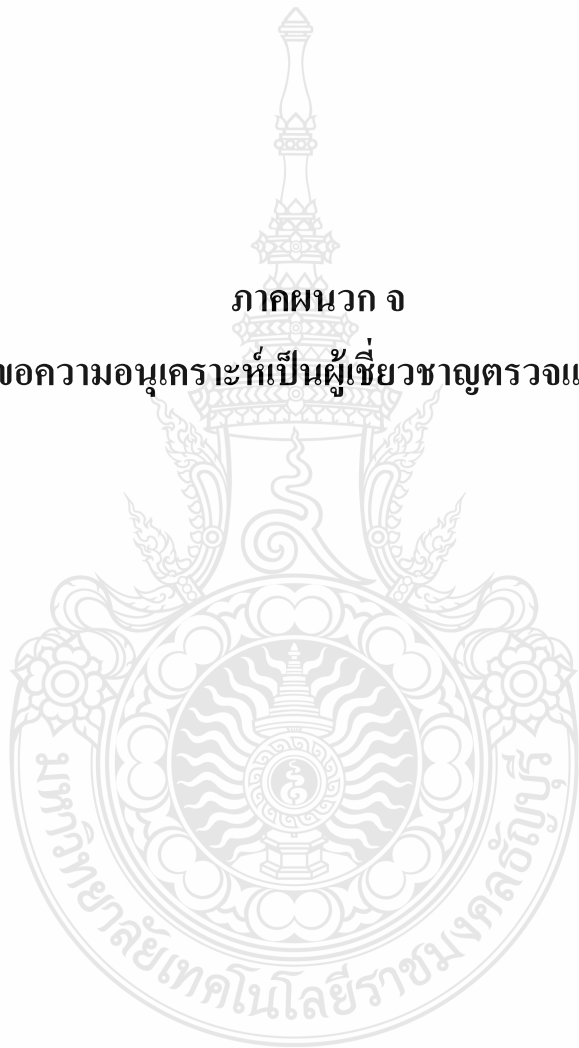 ภาคผนวก จ
ขอความอนุเคราะห์เป็นผู้เชี่ยวชาญตรวจแ
มหาวิทยาลัยเทคโนโลยีราชมงคลธัญบุรี